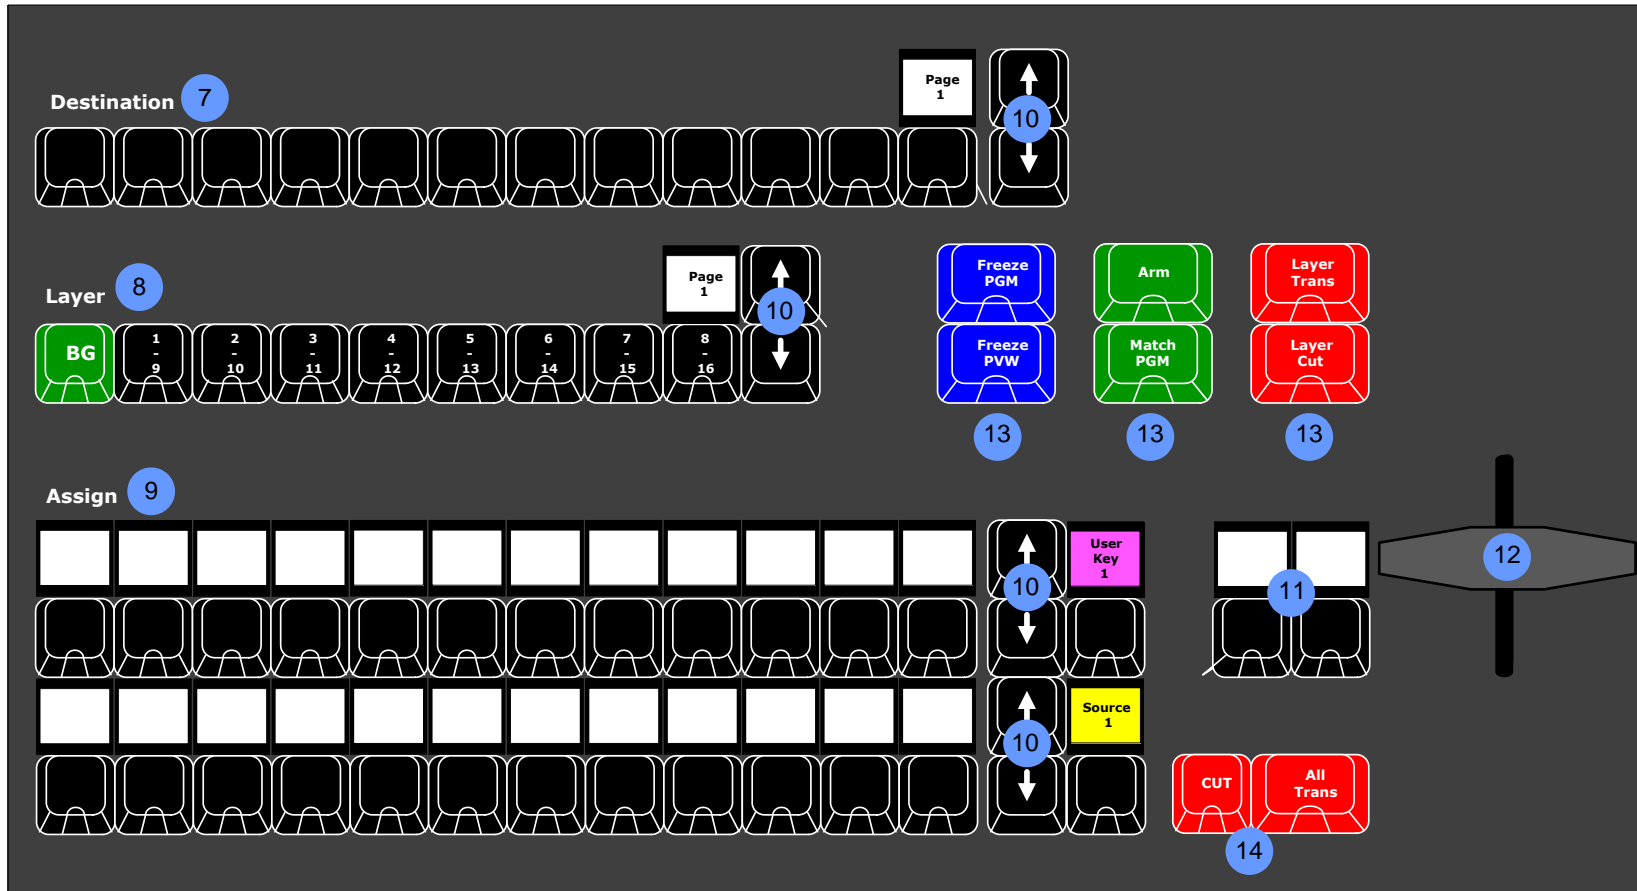 Page
1
Destination 7
10
Page
1
Layer 8
10
BG
1
-
9
2
-
10
3
-
11
4
-
12
5
-
13
6
-
14
7
-
15
8
-
16
Freeze
PGM
Arm
Layer
Trans
Freeze
PVW
Match
PGM
Layer
Cut
13
13
13
Assign 9
10
User
Key
1
11
12
10
Source
1
CUT
All
Trans
14